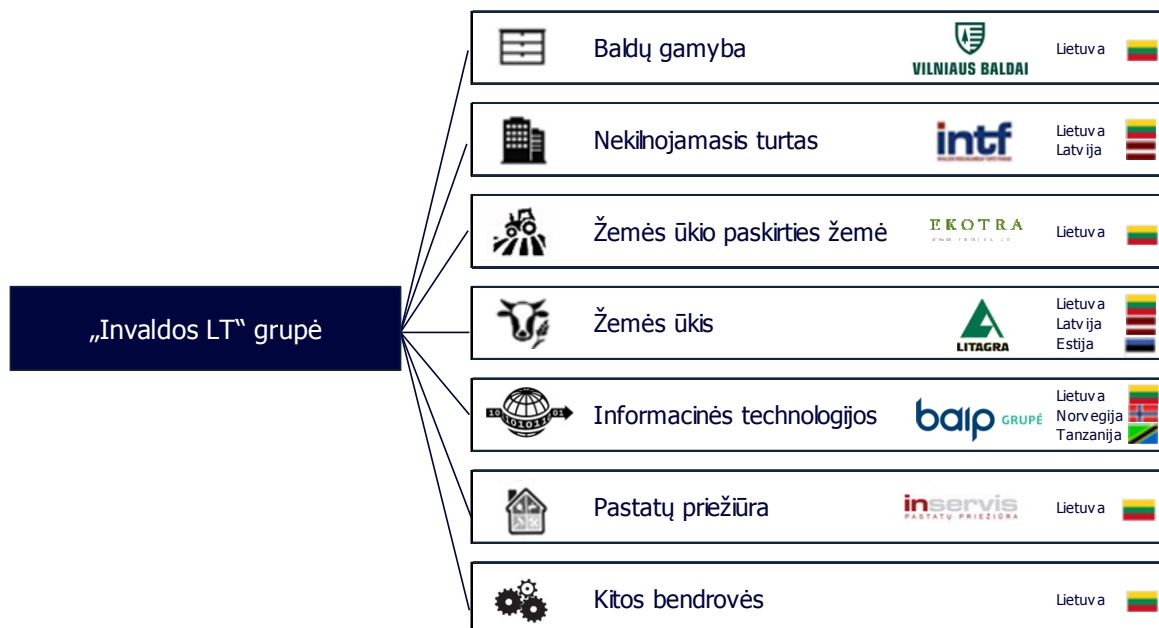 Baldų gamyba
VILNIAUS BALDAI
Lietuva
Nekilnojamasis turtas
intf
Lietuva
Latvija
Žemės ūkio paskirties žemė
EKOTRA
Lietuva
„Invaldos LT“ grupė
Žemės ūkis
LITAGRA
Lietuva
Latvija
Estija
Informacinės technologijos
baip GRUPĖ
Lietuva
Norvegija
Tanzanija
Pastatų priežiūra
inservis
PASTATŲ PRIEŽIŪRA
Lietuva
Kitos bendrovės
Lietuva